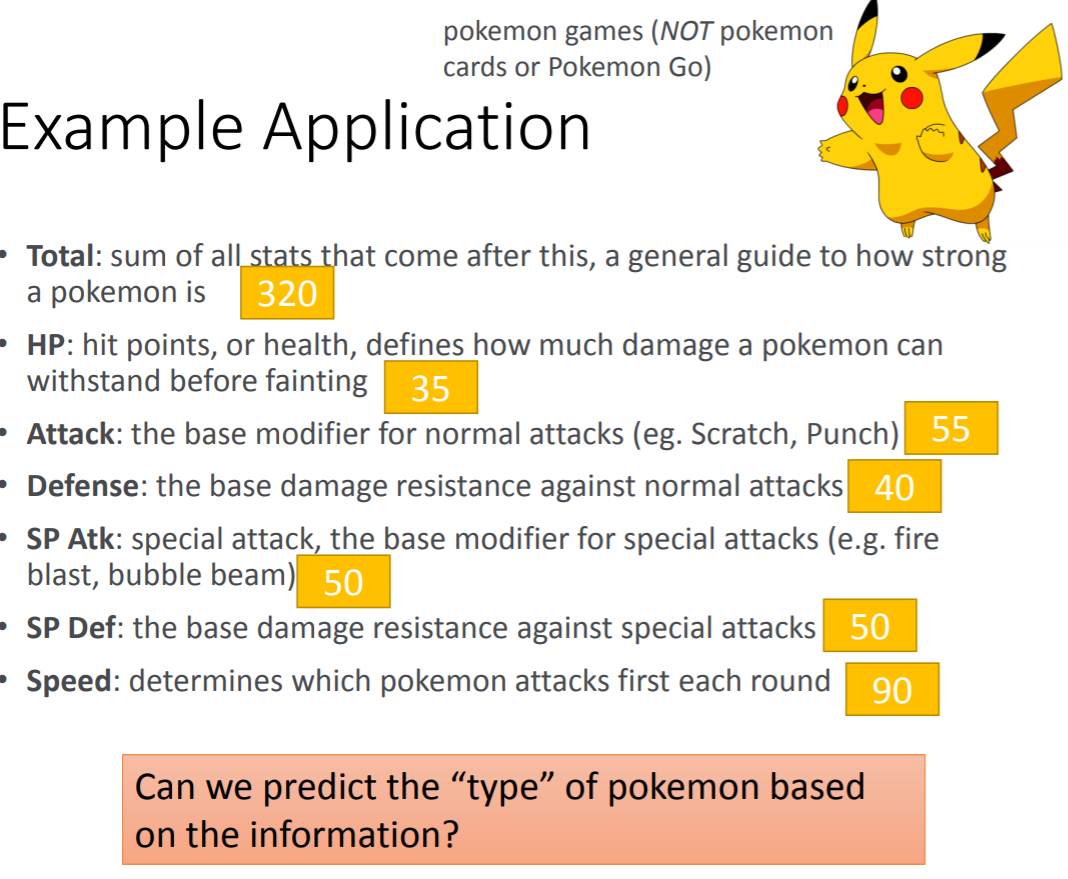 pokemon games (NOT pokemon
cards or Pokemon Go)
Example Application
• Total: sum of all stats that come after this, a general guide to how strong
a pokemon is 320
• HP: hit points, or health, defines how much damage a pokemon can
withstand before fainting 35
• Attack: the base modifier for normal attacks (eg. Scratch, Punch) 55
• Defense: the base damage resistance against normal attacks 40
• SP Atk: special attack, the base modifier for special attacks (e.g. fire
blast, bubble beam) 50
• SP Def: the base damage resistance against special attacks 50
• Speed: determines which pokemon attacks first each round 90
Can we predict the “type” of pokemon based
on the information?